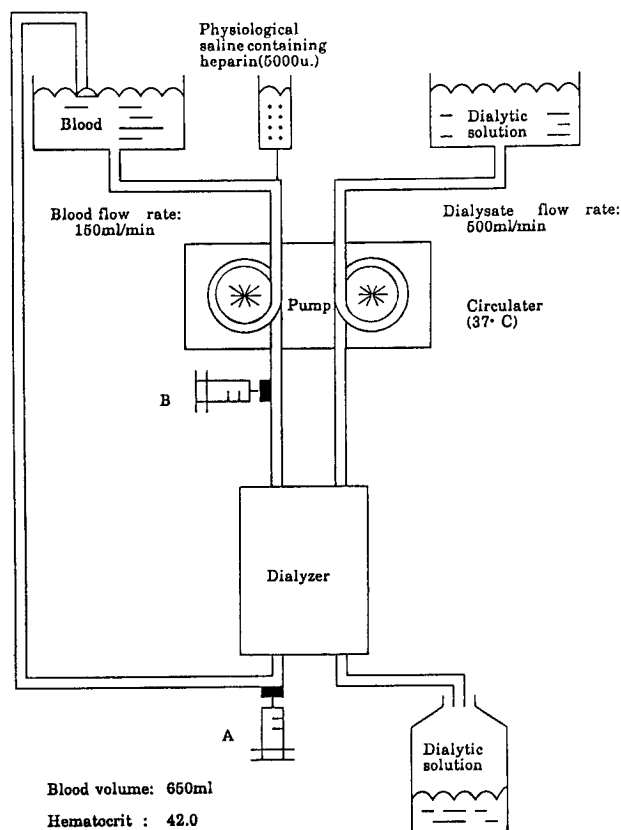 Physiological
saline containing
heparin(5000u.)
Blood
Dialytic
solution
Blood flow rate:
150ml/min
Dialysate flow rate:
500ml/min
Pump
Circulater
(37° C)
B
Dialyzer
A
Dialytic
solution
Blood volume: 650ml
Hematocrit : 42.0